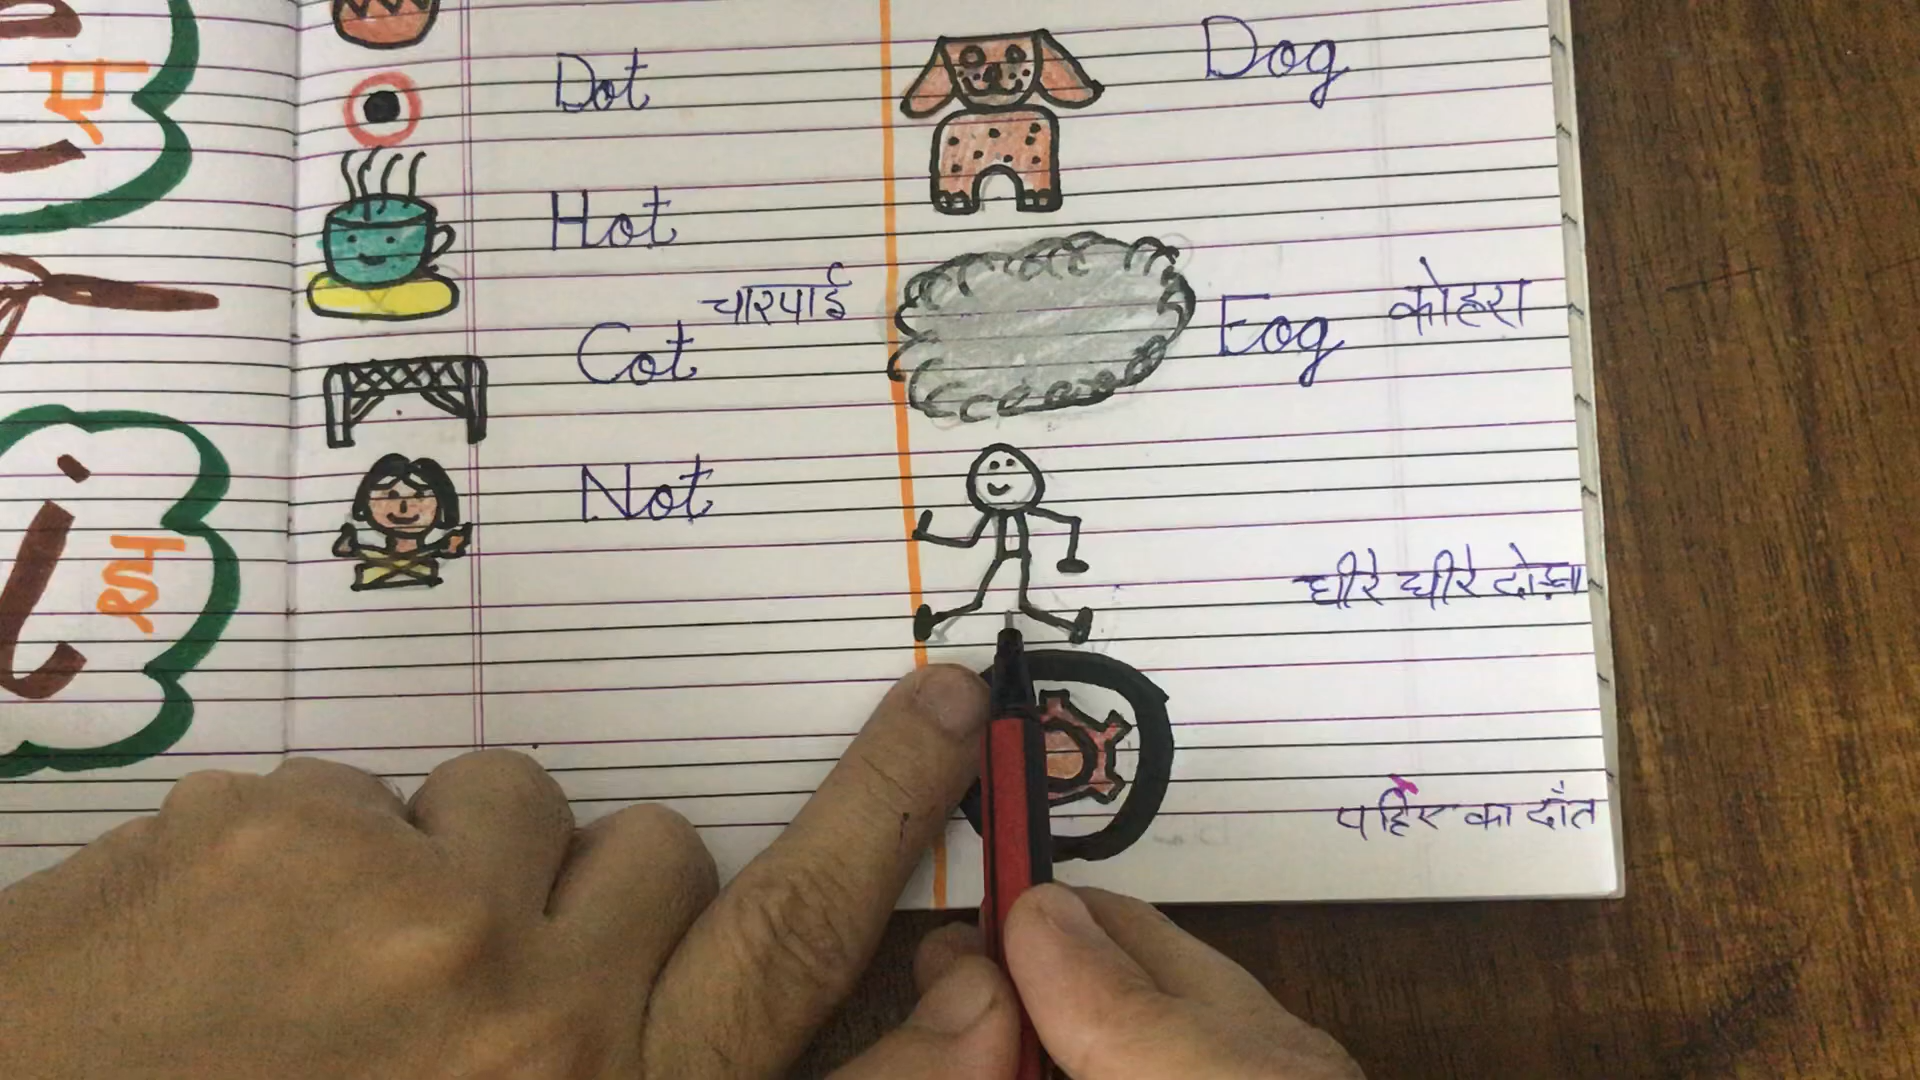 ए
i
इ
Dot
Hot
चारपाई
Cot
Not
Dog
Fog कोहरा
धीरे धीरे दोड़ना
पहिए का दाँत